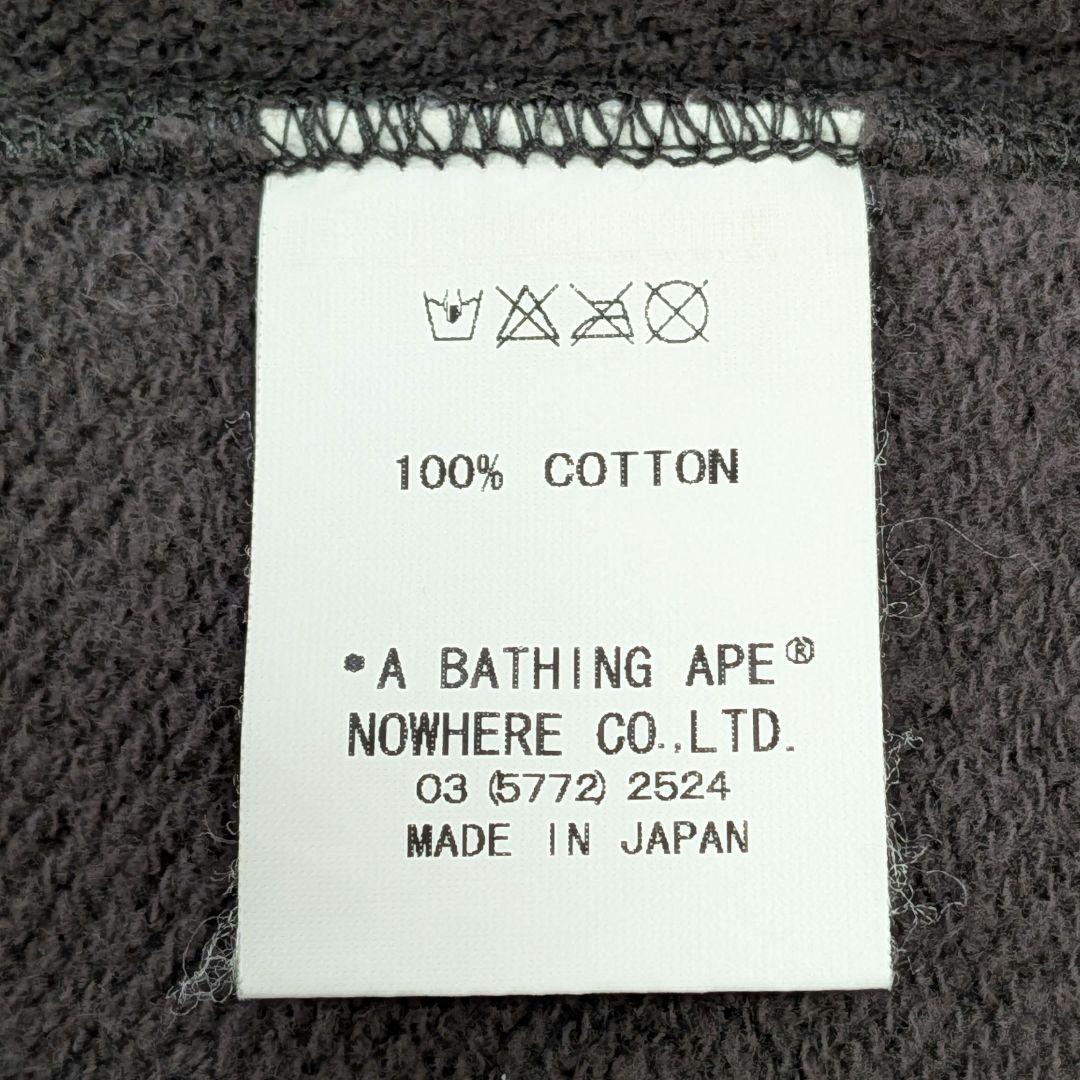 100% COTTON
•A BATHING APE®
NOWHERE CO.,LTD.
03 (5772) 2524
MADE IN JAPAN